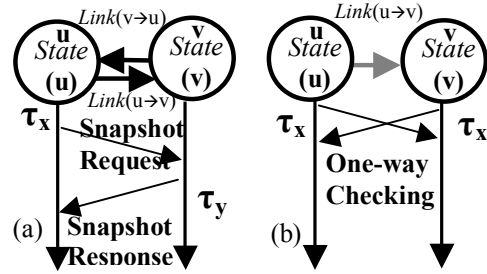 Link(v→u)
u
State
(u)
v
State
(v)
Link(u→v)
τx
Snapshot
Request
τy
Snapshot
Response
(a)
Link(u→v)
u
State
(u)
v
State
(v)
τx
τx
One-way
Checking
(b)